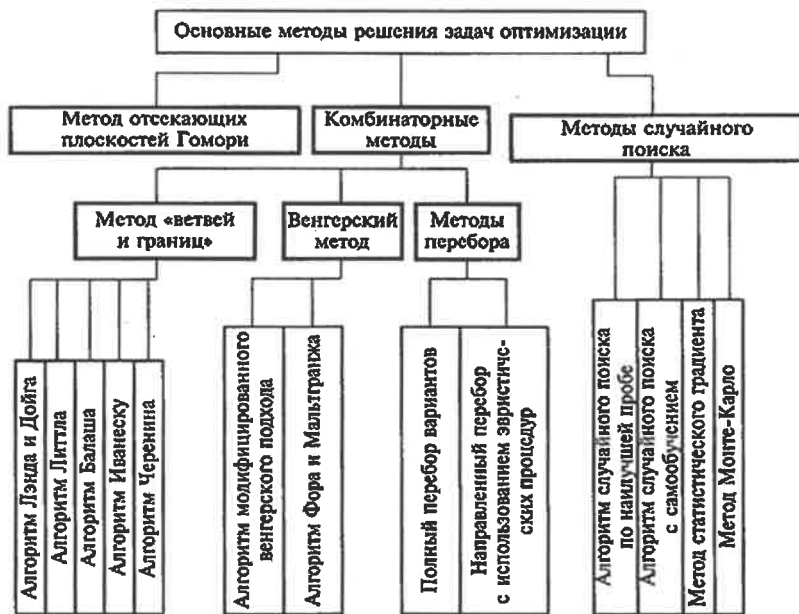 Основные методы решения задач оптимизации
Метод отсекающих
плоскостей Гомори
Комбинаторные
методы
Методы случайного
поиска
Метод «ветвей
и границ»
Венгерский
метод
Методы
перебора
Алгоритм Лэнда и Дойга
Алгоритм Литтла
Алгоритм Балаша
Алгоритм Иванеску
Алгоритм Черенина
Алгоритм модифицированного
венгерского подхода
Алгоритм Фора и Мальгранжа
Полный перебор вариантов
Направленный перебор
с использованием эвристиче-
ских процедур
Алгоритм случайного поиска
по наилучшей пробе
Алгоритм случайного поиска
с самообучением
Метод статистического градиента
Метод Монте-Карло